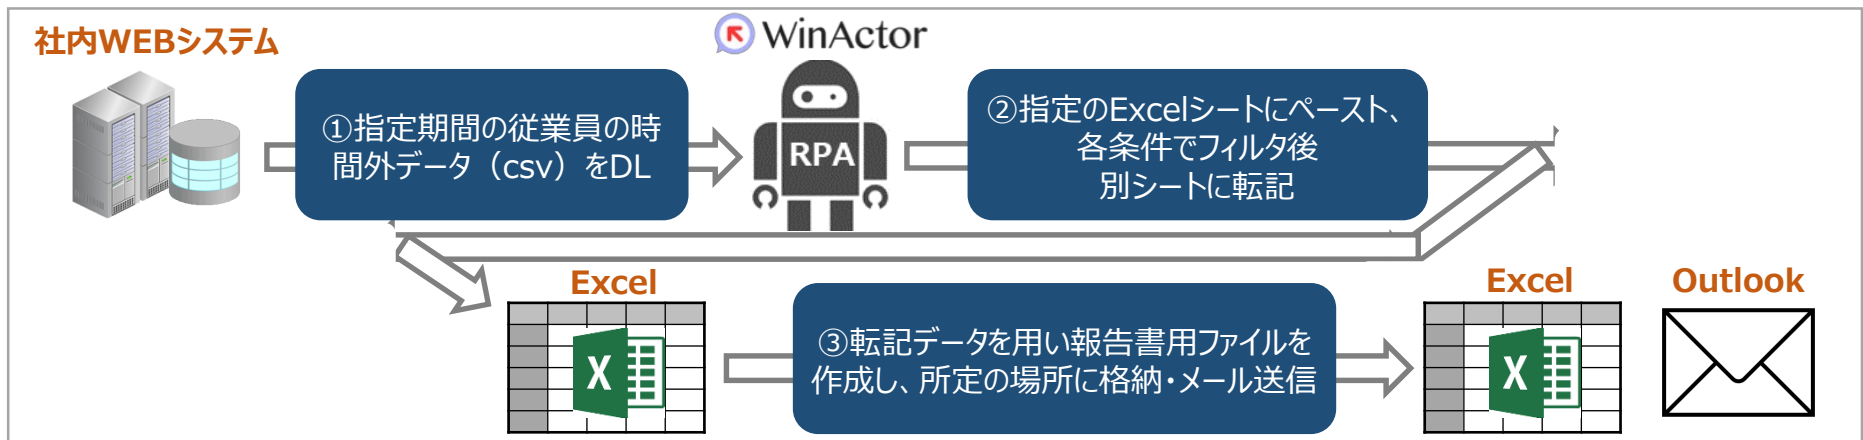 社内WEBシステム
WinActor
①指定期間の従業員の時
間外データ（csv）をDL
RPA
②指定のExcelシートにペースト、
各条件でフィルタ後
別シートに転記
Excel
X
③転記データを用い報告書用ファイルを
作成し、所定の場所に格納・メール送信
Excel
X
Outlook